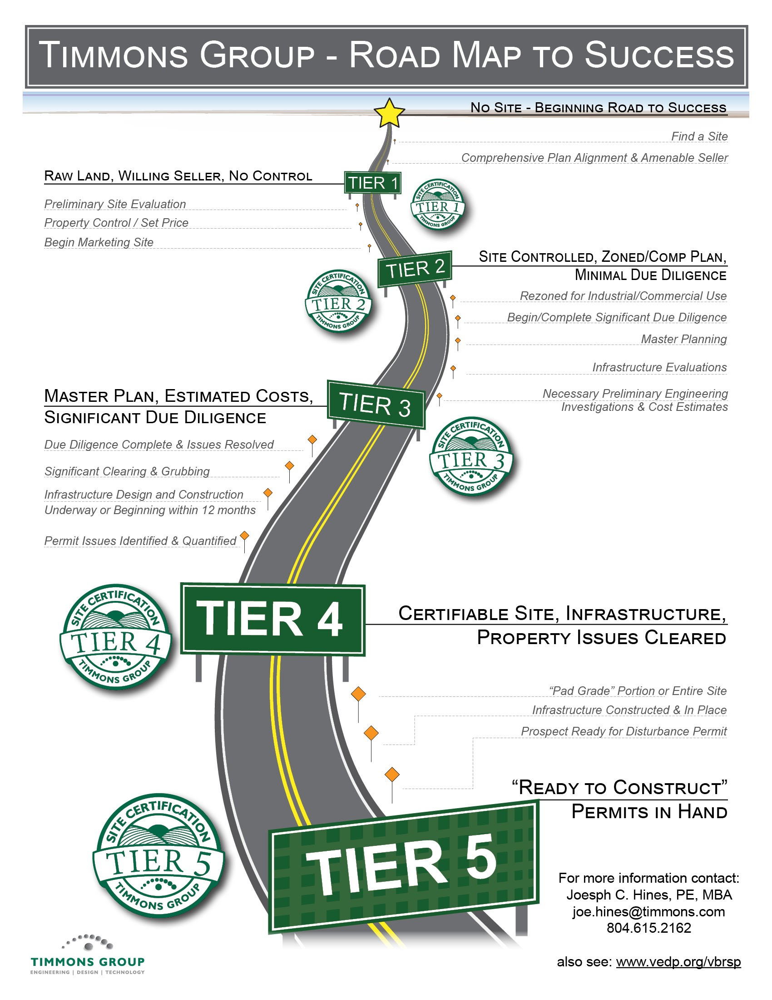 Timmons Group - Road Map to Success
No Site - Beginning Road to Success
Find a Site
Comprehensive Plan Alignment & Amenable Seller
Raw Land, Willing Seller, No Control
TIER 1
SITE CERTIFICATION
TIER 1
TIMMONS GROUP
Preliminary Site Evaluation
Property Control / Set Price
Begin Marketing Site
TIER 2
Site Controlled, Zoned/Comp Plan,
Minimal Due Diligence
SITE CERTIFICATION
TIER 2
TIMMONS GROUP
Rezoned for Industrial/Commercial Use
Begin/Complete Significant Due Diligence
Master Planning
Infrastructure Evaluations
Necessary Preliminary Engineering
Investigations & Cost Estimates
Master Plan, Estimated Costs,
Significant Due Diligence
TIER 3
SITE CERTIFICATION
TIER 3
TIMMONS GROUP
Due Diligence Complete & Issues Resolved
Significant Clearing & Grubbing
Infrastructure Design and Construction
Underway or Beginning within 12 months
Permit Issues Identified & Quantified
SITE CERTIFICATION
TIER 4
TIMMONS GROUP
TIER 4
Certifiable Site, Infrastructure,
Property Issues Cleared
“Pad Grade” Portion or Entire Site
Infrastructure Constructed & In Place
Prospect Ready for Disturbance Permit
“Ready to Construct”
Permits in Hand
SITE CERTIFICATION
TIER 5
TIMMONS GROUP
TIER 5
For more information contact:
Joesph C. Hines, PE, MBA
joe.hines@timmons.com
804.615.2162
also see: www.vedp.org/vbrsp
TIMMONS GROUP
ENGINEERING | DESIGN | TECHNOLOGY